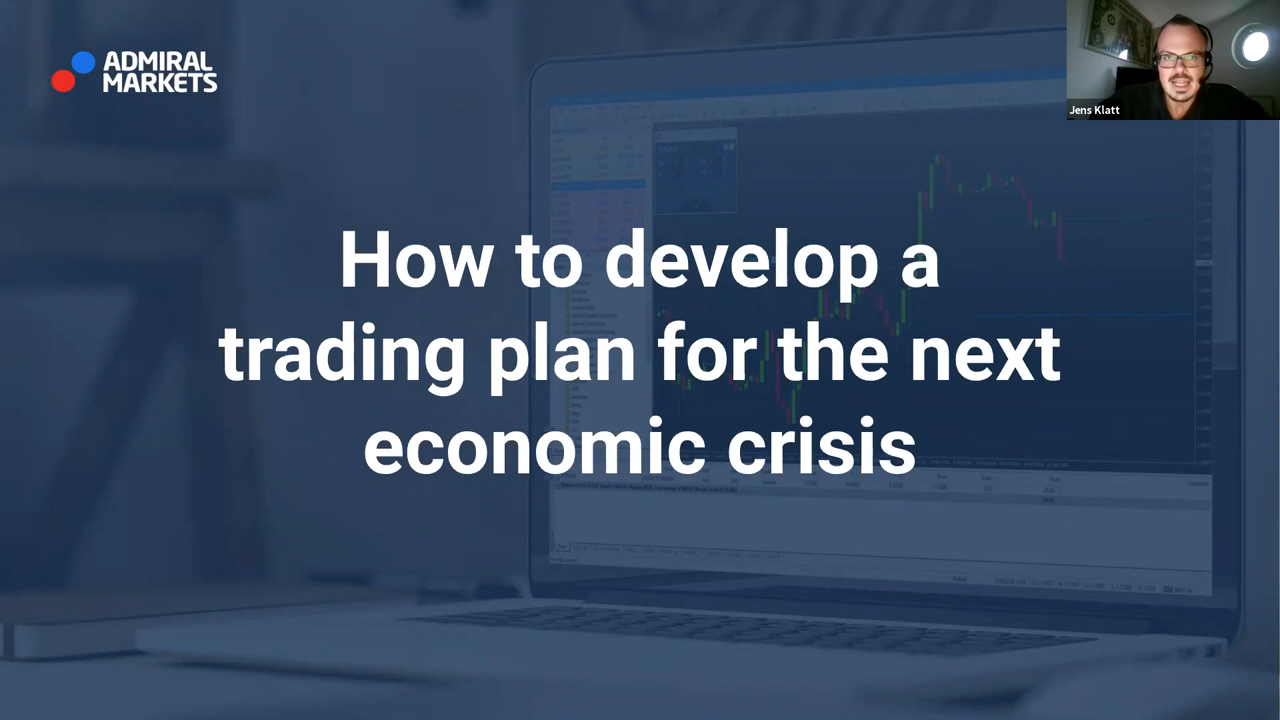 ADMIRAL
MARKETS
Jens Klatt
How to develop a
trading plan for the next
economic crisis